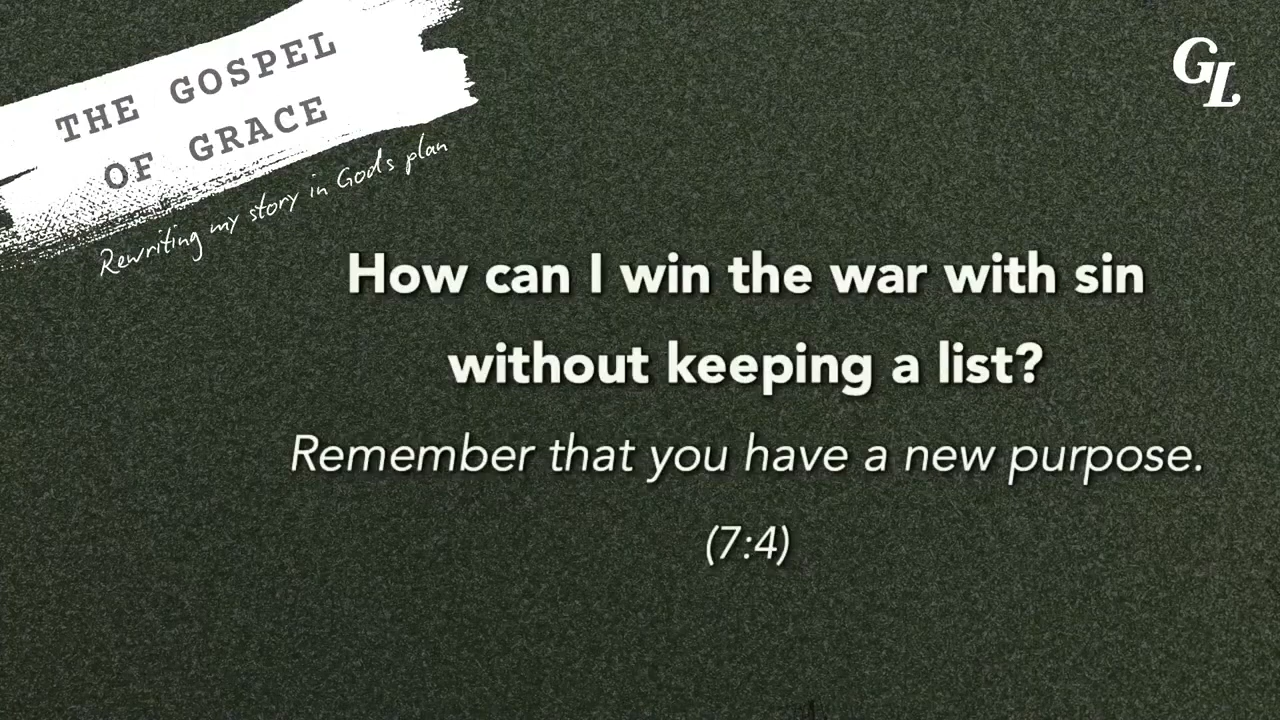 THE GOSPEL
OF GRACE
Rewriting my story in God's plan
GL
How can I win the war with sin
without keeping a list?
Remember that you have a new purpose.
(7:4)